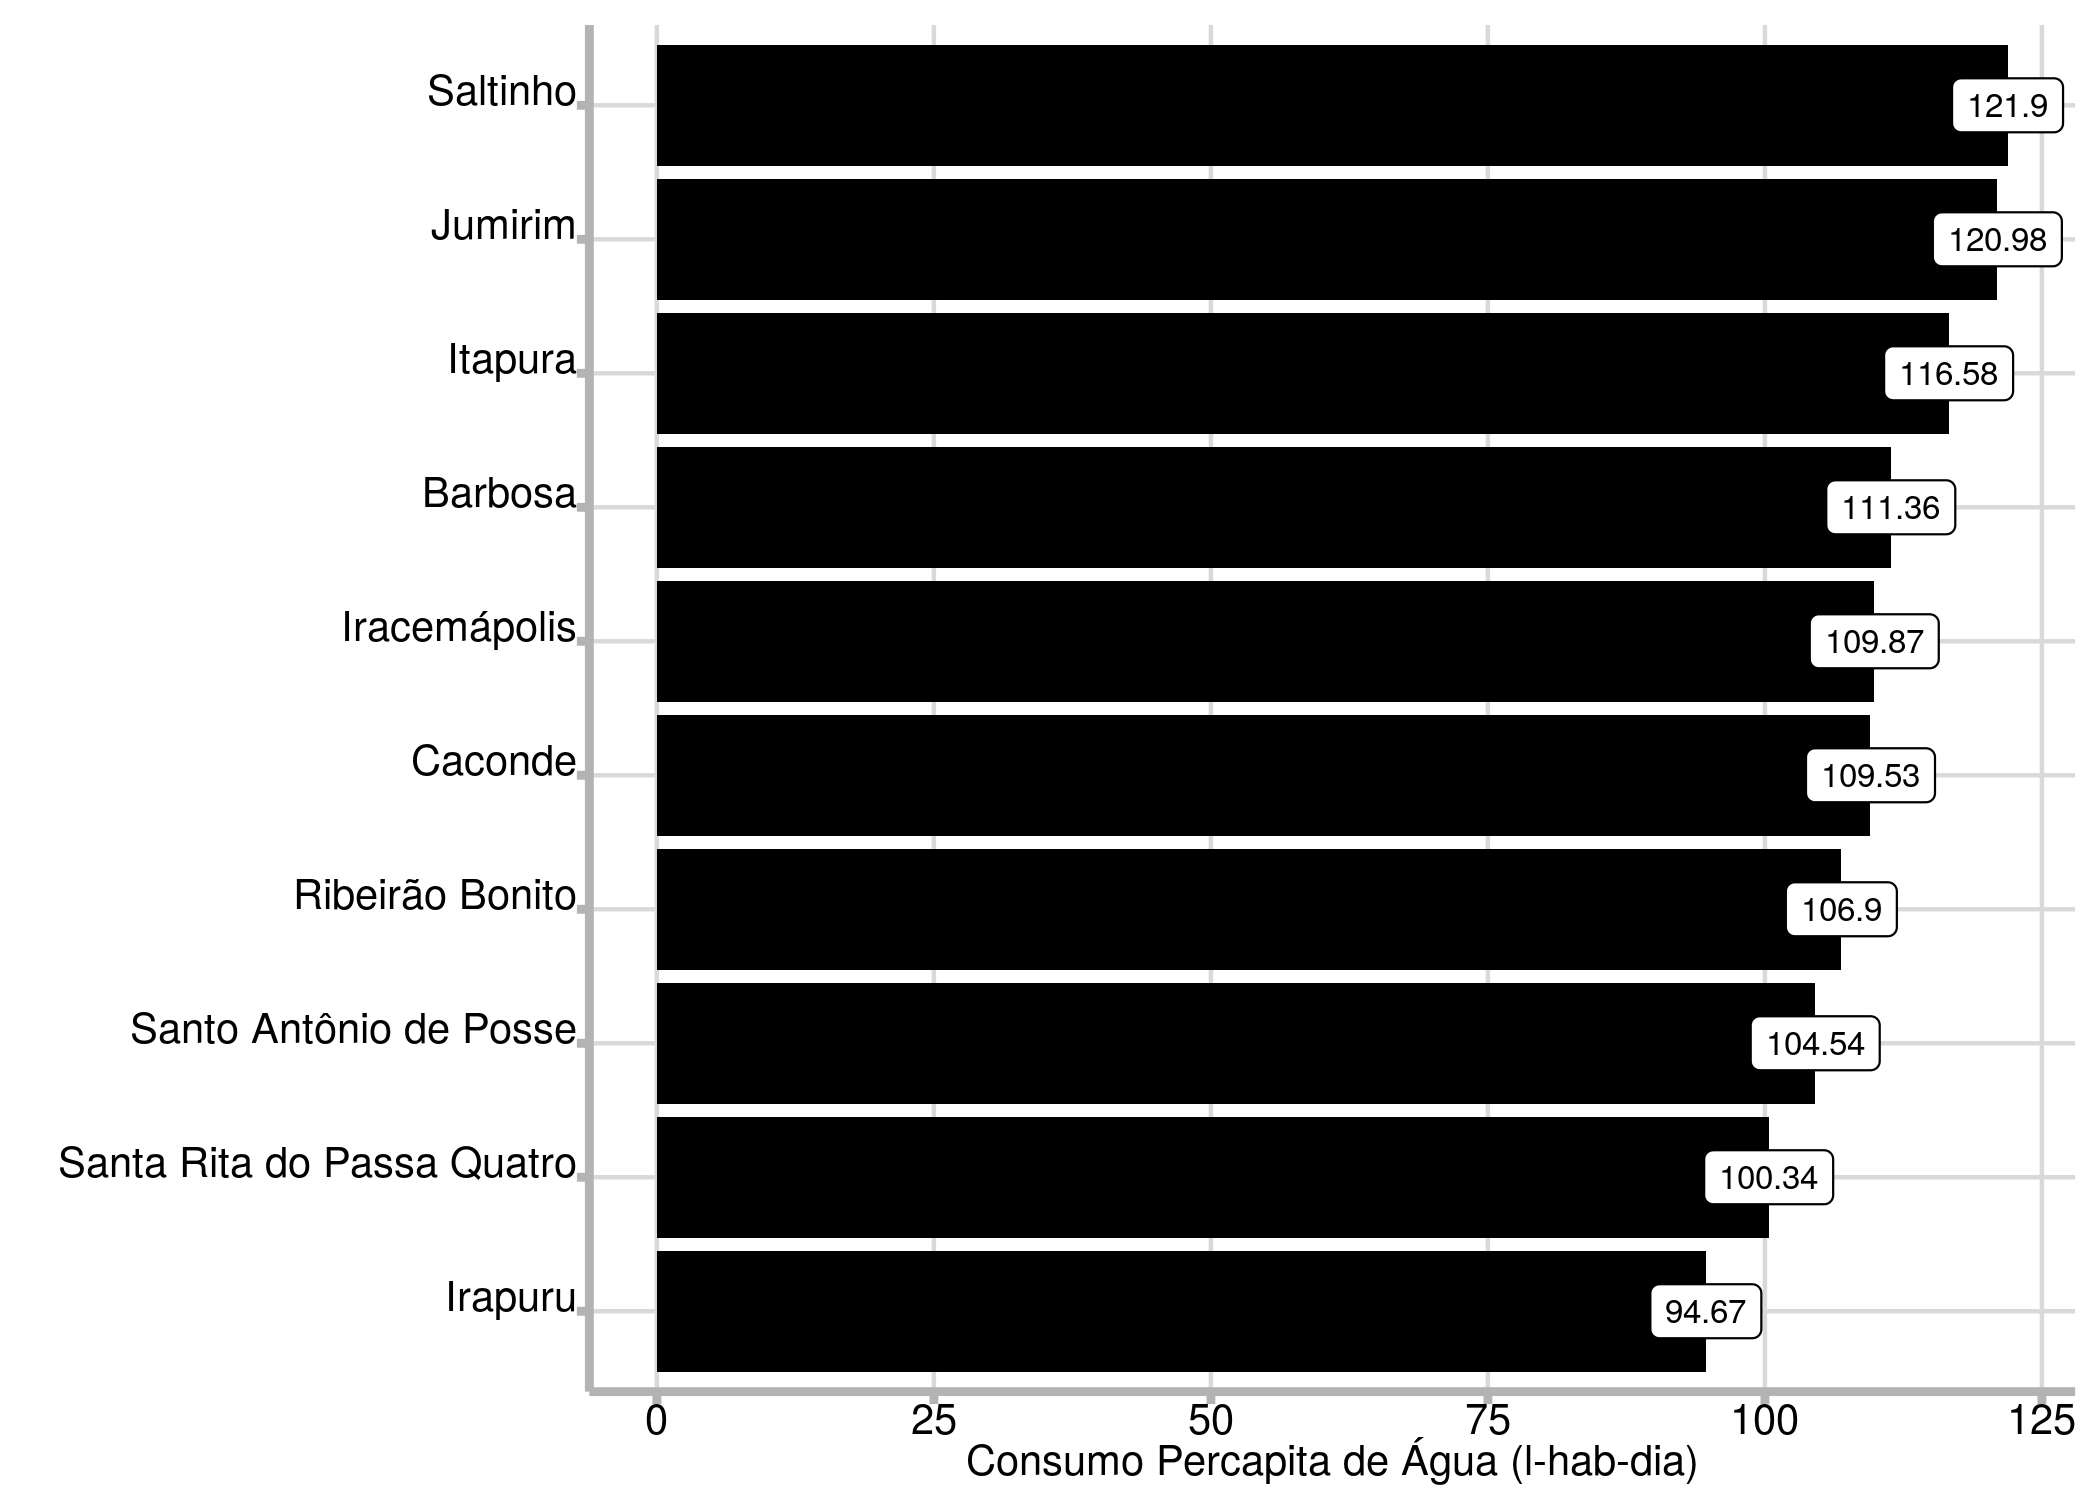 Saltinho 121.9
Jumirim 120.98
Itapura 116.58
Barbosa 111.36
Iracemápolis 109.87
Caconde 109.53
Ribeirão Bonito 106.9
Santo Antônio de Posse 104.54
Santa Rita do Passa Quatro 100.34
Irapuru 94.67
0 25 50 75 100 125
Consumo Percapita de Água (l-hab-dia)